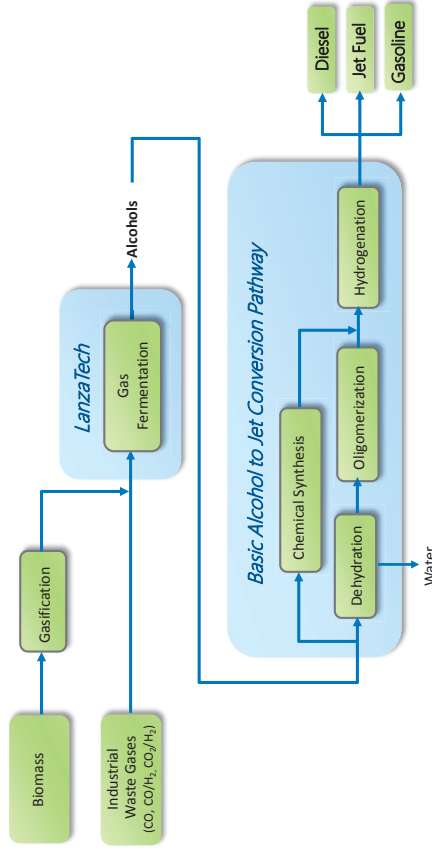 Biomass
Gasification
Industrial
Waste Gases
(CO, CO/H₂, CO₂/H₂)
LanzaTech
Gas
Fermentation
Alcohols
Basic Alcohol to Jet Conversion Pathway
Chemical Synthesis
Dehydration
Oligomerization
Hydrogenation
Water
Diesel
Jet Fuel
Gasoline